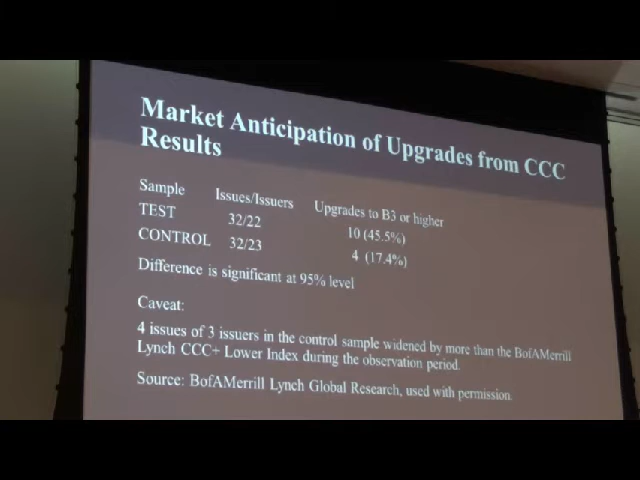 Market Anticipation of Upgrades from CCC
Results
Sample Issues/Issuers Upgrades to B3 or higher
TEST 32/22 10 (45.5%)
CONTROL 32/23 4 (17.4%)
Difference is significant at 95% level
Caveat:
4 issues of 3 issuers in the control sample widened by more than the BofAMerrill
Lynch CCC+ Lower Index during the observation period.
Source: BofAMerrill Lynch Global Research, used with permission.